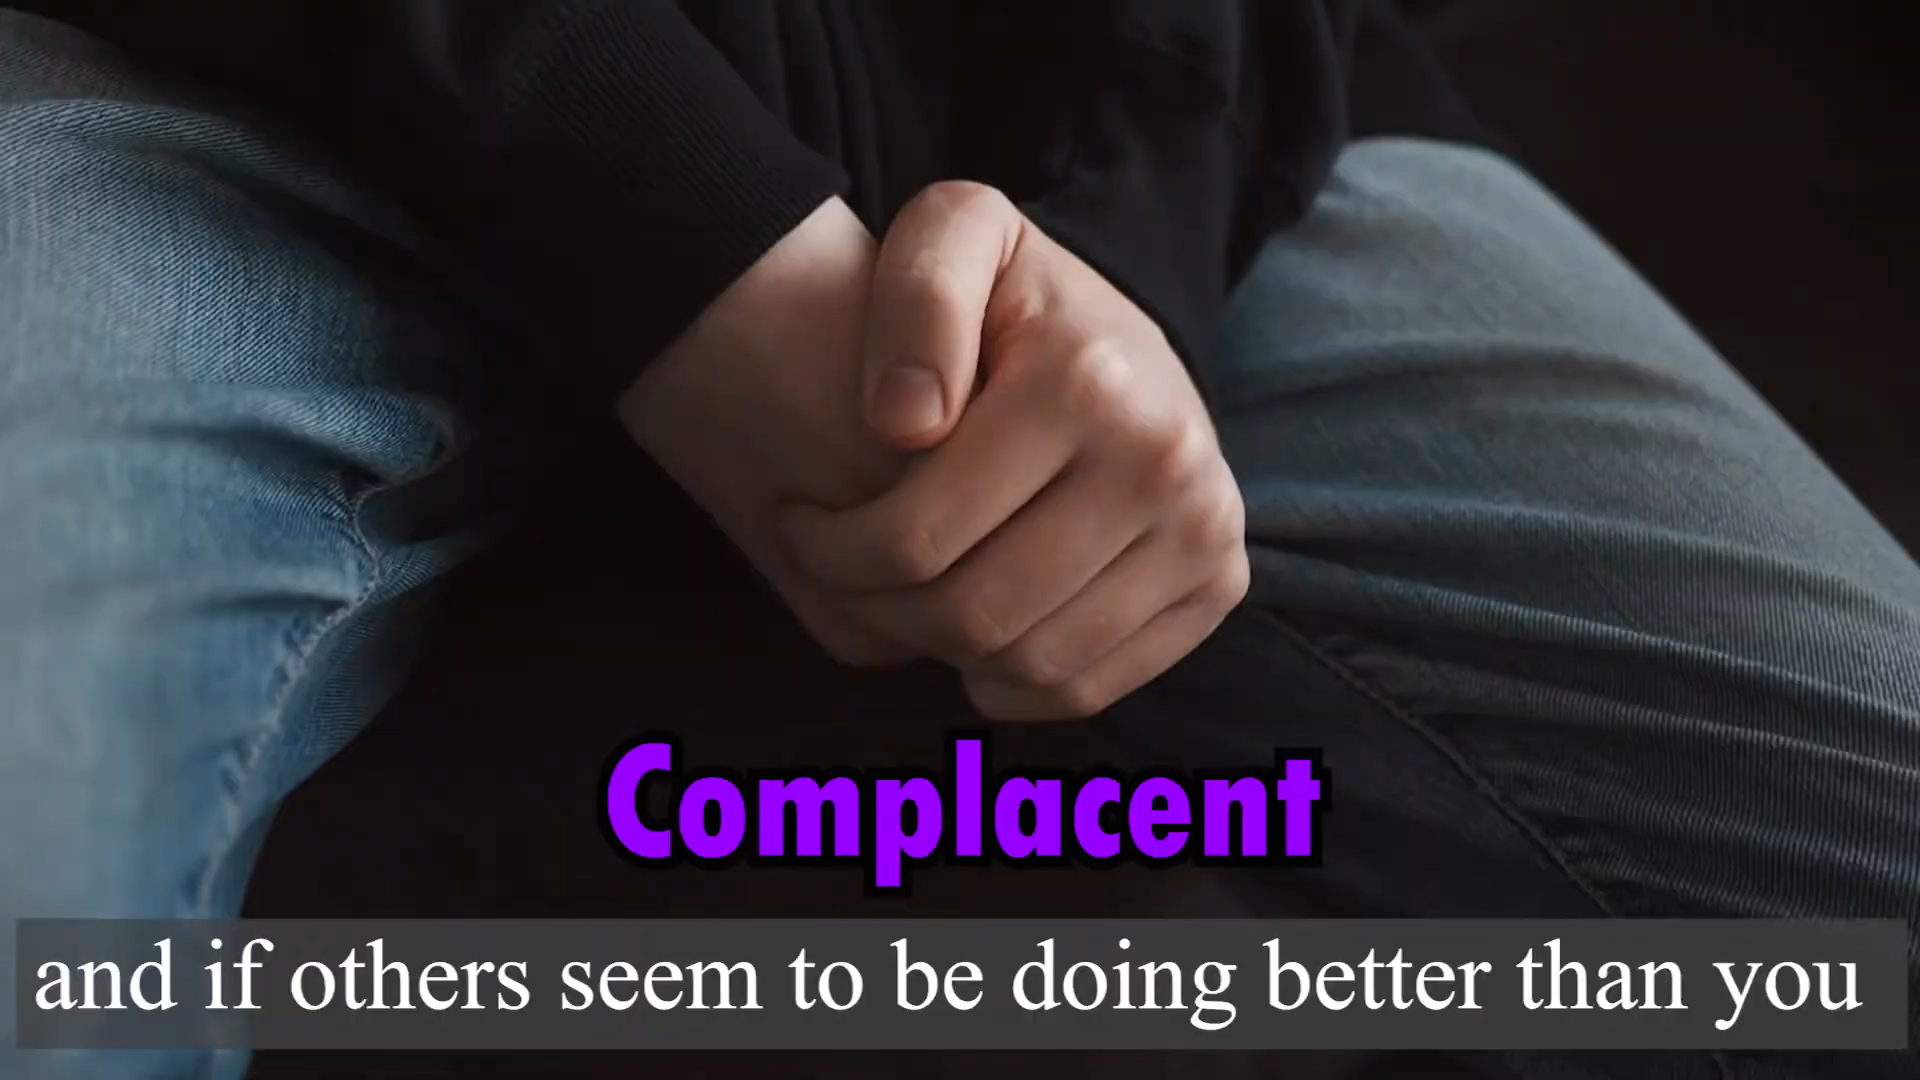 Complacent
and if others seem to be doing better than you